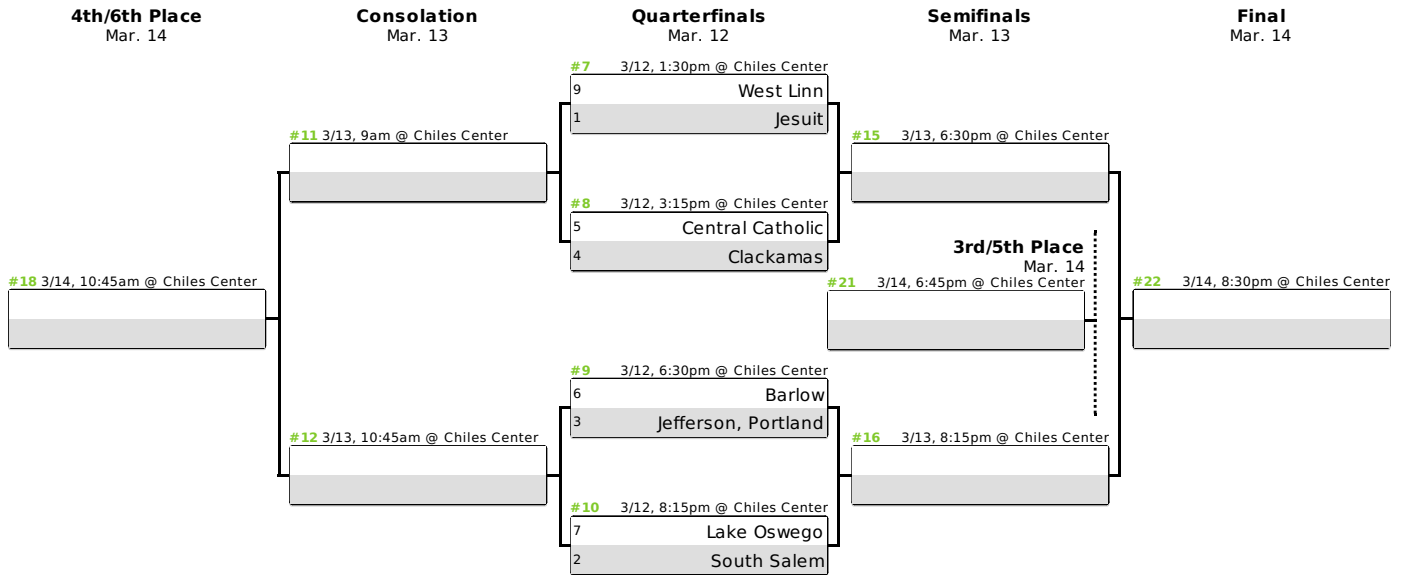 4th/6th Place
Mar. 14
Consolation
Mar. 13
Quarterfinals
Mar. 12
Semifinals
Mar. 13
Final
Mar. 14
#7 3/12, 1:30pm @ Chiles Center
9 West Linn
1 Jesuit
#11 3/13, 9am @ Chiles Center
#15 3/13, 6:30pm @ Chiles Center
#8 3/12, 3:15pm @ Chiles Center
5 Central Catholic
4 Clackamas
3rd/5th Place
Mar. 14
#18 3/14, 10:45am @ Chiles Center
#21 3/14, 6:45pm @ Chiles Center
#22 3/14, 8:30pm @ Chiles Center
#9 3/12, 6:30pm @ Chiles Center
6 Barlow
3 Jefferson, Portland
#12 3/13, 10:45am @ Chiles Center
#16 3/13, 8:15pm @ Chiles Center
#10 3/12, 8:15pm @ Chiles Center
7 Lake Oswego
2 South Salem